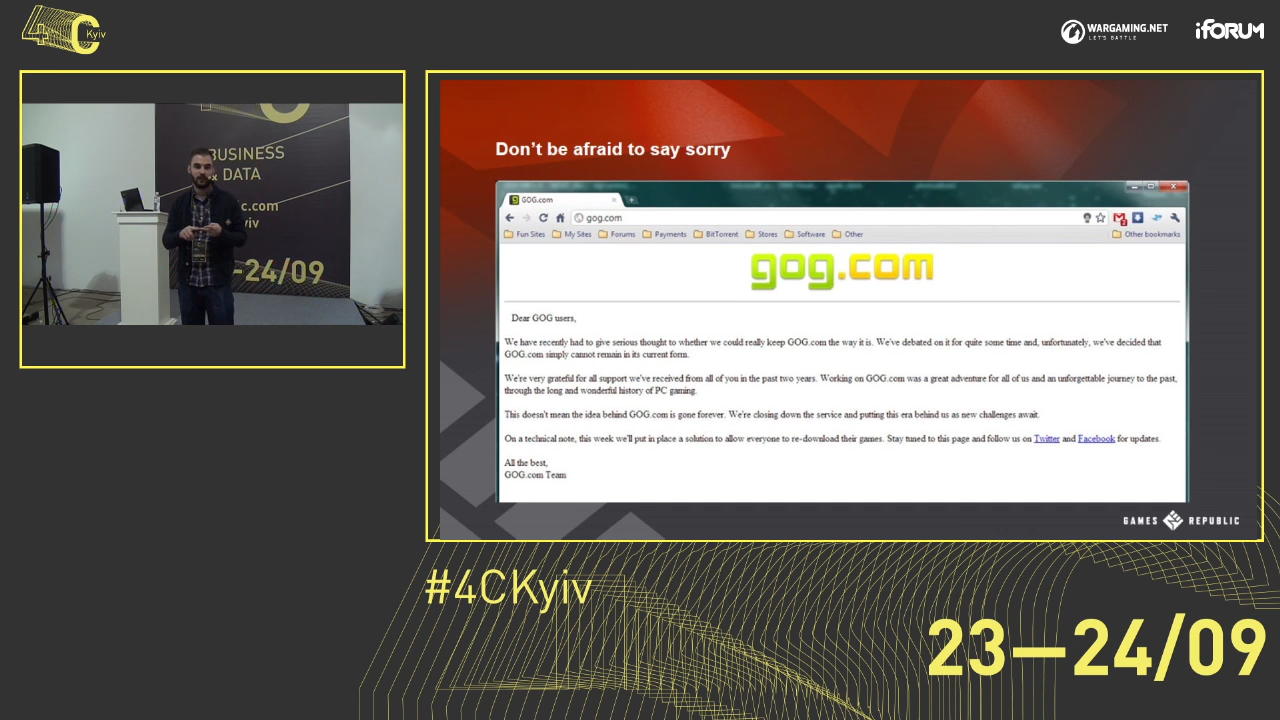 4C Kyiv
WARGAMING.NET
LET'S BATTLE
iFORUM
BUSINESS
& DATA
c.com
iv
-24/09
Don't be afraid to say sorry
GOG.com
gog.com
Fun Sites My Sites Forums Payments BitTorrent Stores Software Other Other bookmarks
gog.com
Dear GOG users,
We have recently had to give serious thought to whether we could really keep GOG.com the way it is. We've debated on it for quite some time and, unfortunately, we've decided that
GOG.com simply cannot remain in its current form.
We're very grateful for all support we've received from all of you in the past two years. Working on GOG.com was a great adventure for all of us and an unforgettable journey to the past,
through the long and wonderful history of PC gaming.
This doesn't mean the idea behind GOG.com is gone forever. We're closing down the service and putting this era behind us as new challenges await.
On a technical note, this week we'll put in place a solution to allow everyone to re-download their games. Stay tuned to this page and follow us on Twitter and Facebook for updates.
All the best,
GOG.com Team
GAMES REPUBLIC
#4CKyiv
23—24/09